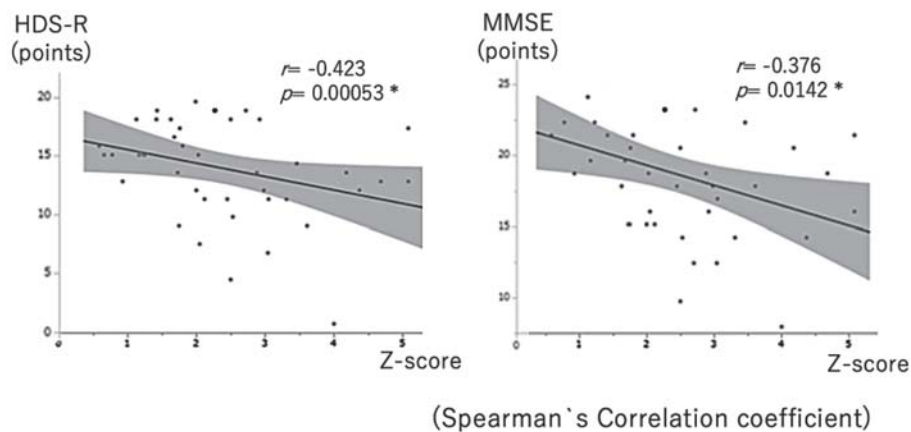 HDS-R
(points)
r= -0.423
p= 0.00053 *
20
15
10
5
0
0 1 2 3 4 5
Z-score
MMSE
(points)
r= -0.376
p= 0.0142 *
25
20
15
10
0 1 2 3 4 5
Z-score
(Spearman`s Correlation coefficient)